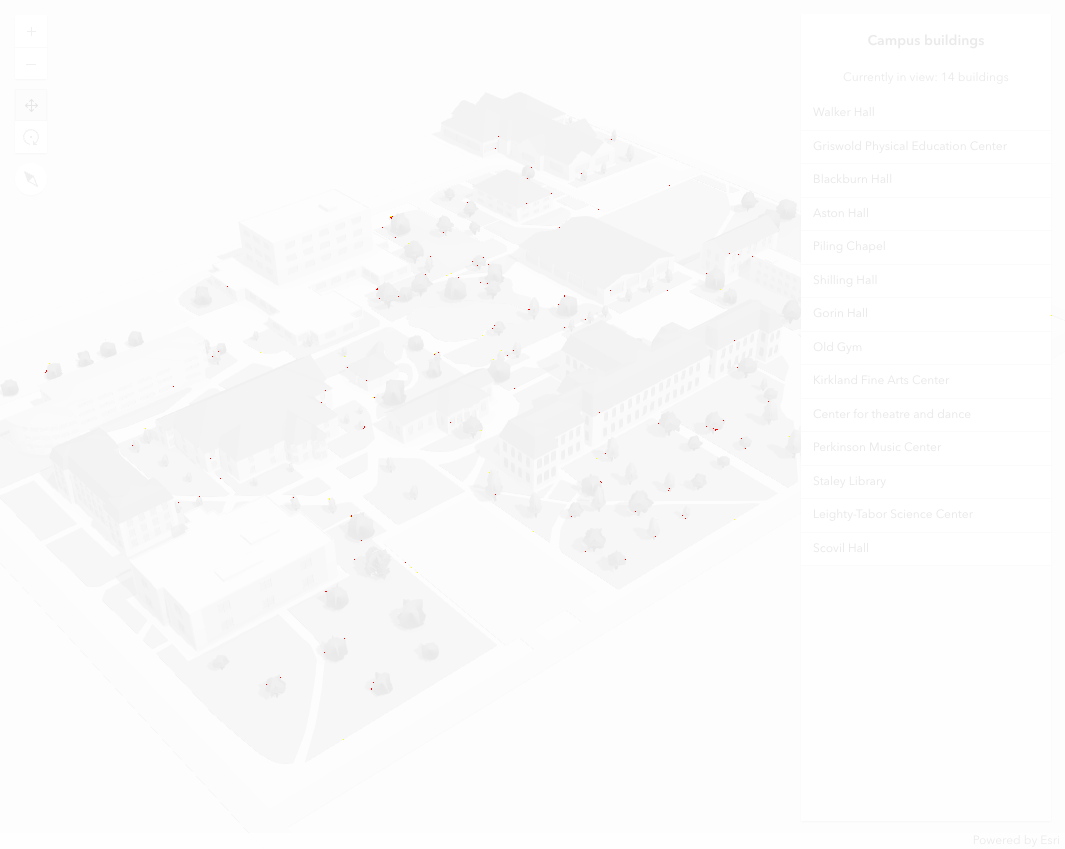 Campus buildings
Currently in view: 14 buildings
Walker Hall
Griswold Physical Education Center
Blackburn Hall
Aston Hall
Piling Chapel
Shilling Hall
Gorin Hall
Old Gym
Kirkland Fine Arts Center
Center for theatre and dance
Perkinson Music Center
Staley Library
Leighty-Tabor Science Center
Scovil Hall
Powered by Esri